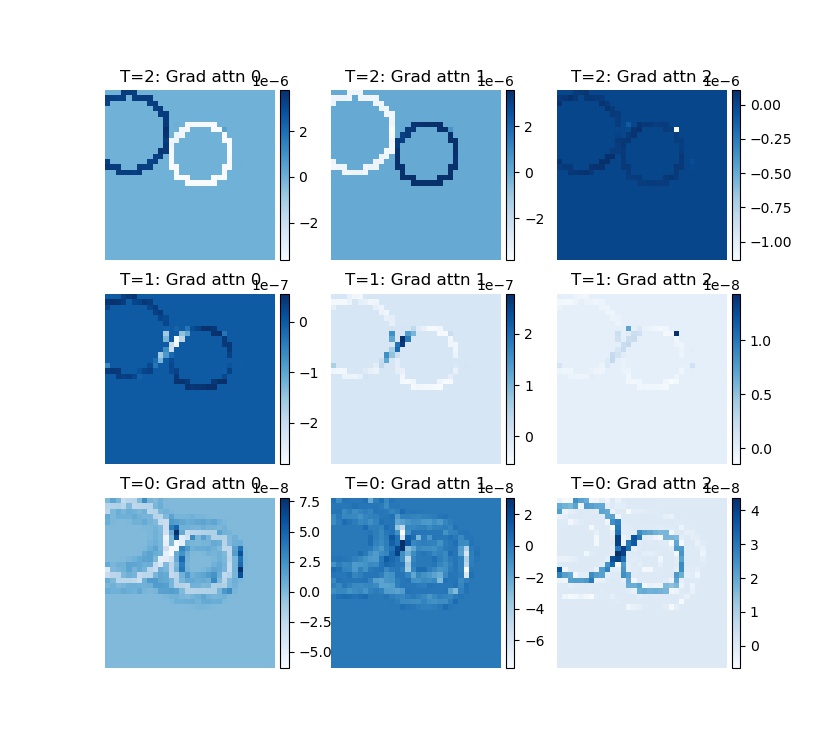 T=2: Grad attn 0
1e−6
T=2: Grad attn 1
1e−6
T=2: Grad attn 2
1e−6
2
0
−2
2
0
−2
0.00
−0.25
−0.50
−0.75
−1.00
T=1: Grad attn 0
1e−7
T=1: Grad attn 1
1e−7
T=1: Grad attn 2
1e−8
0
−1
−2
2
1
0
1.0
0.5
0.0
T=0: Grad attn 0
1e−8
T=0: Grad attn 1
1e−8
T=0: Grad attn 2
1e−8
7.5
5.0
2.5
0.0
−2.5
−5.0
2
0
−2
−4
−6
4
3
2
1
0